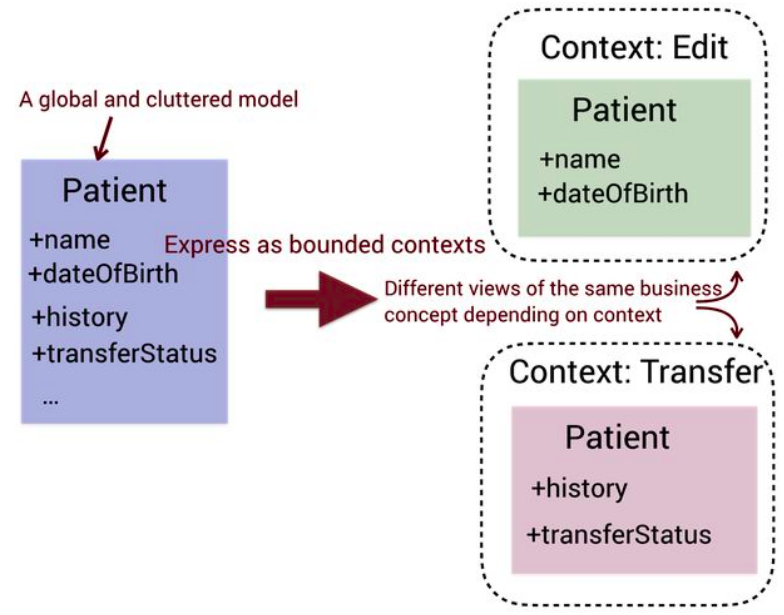 A global and cluttered model
Patient
+name
+dateOfBirth
+history
+transferStatus
...
Express as bounded contexts
Different views of the same business
concept depending on context
Context: Edit
Patient
+name
+dateOfBirth
Context: Transfer
Patient
+history
+transferStatus